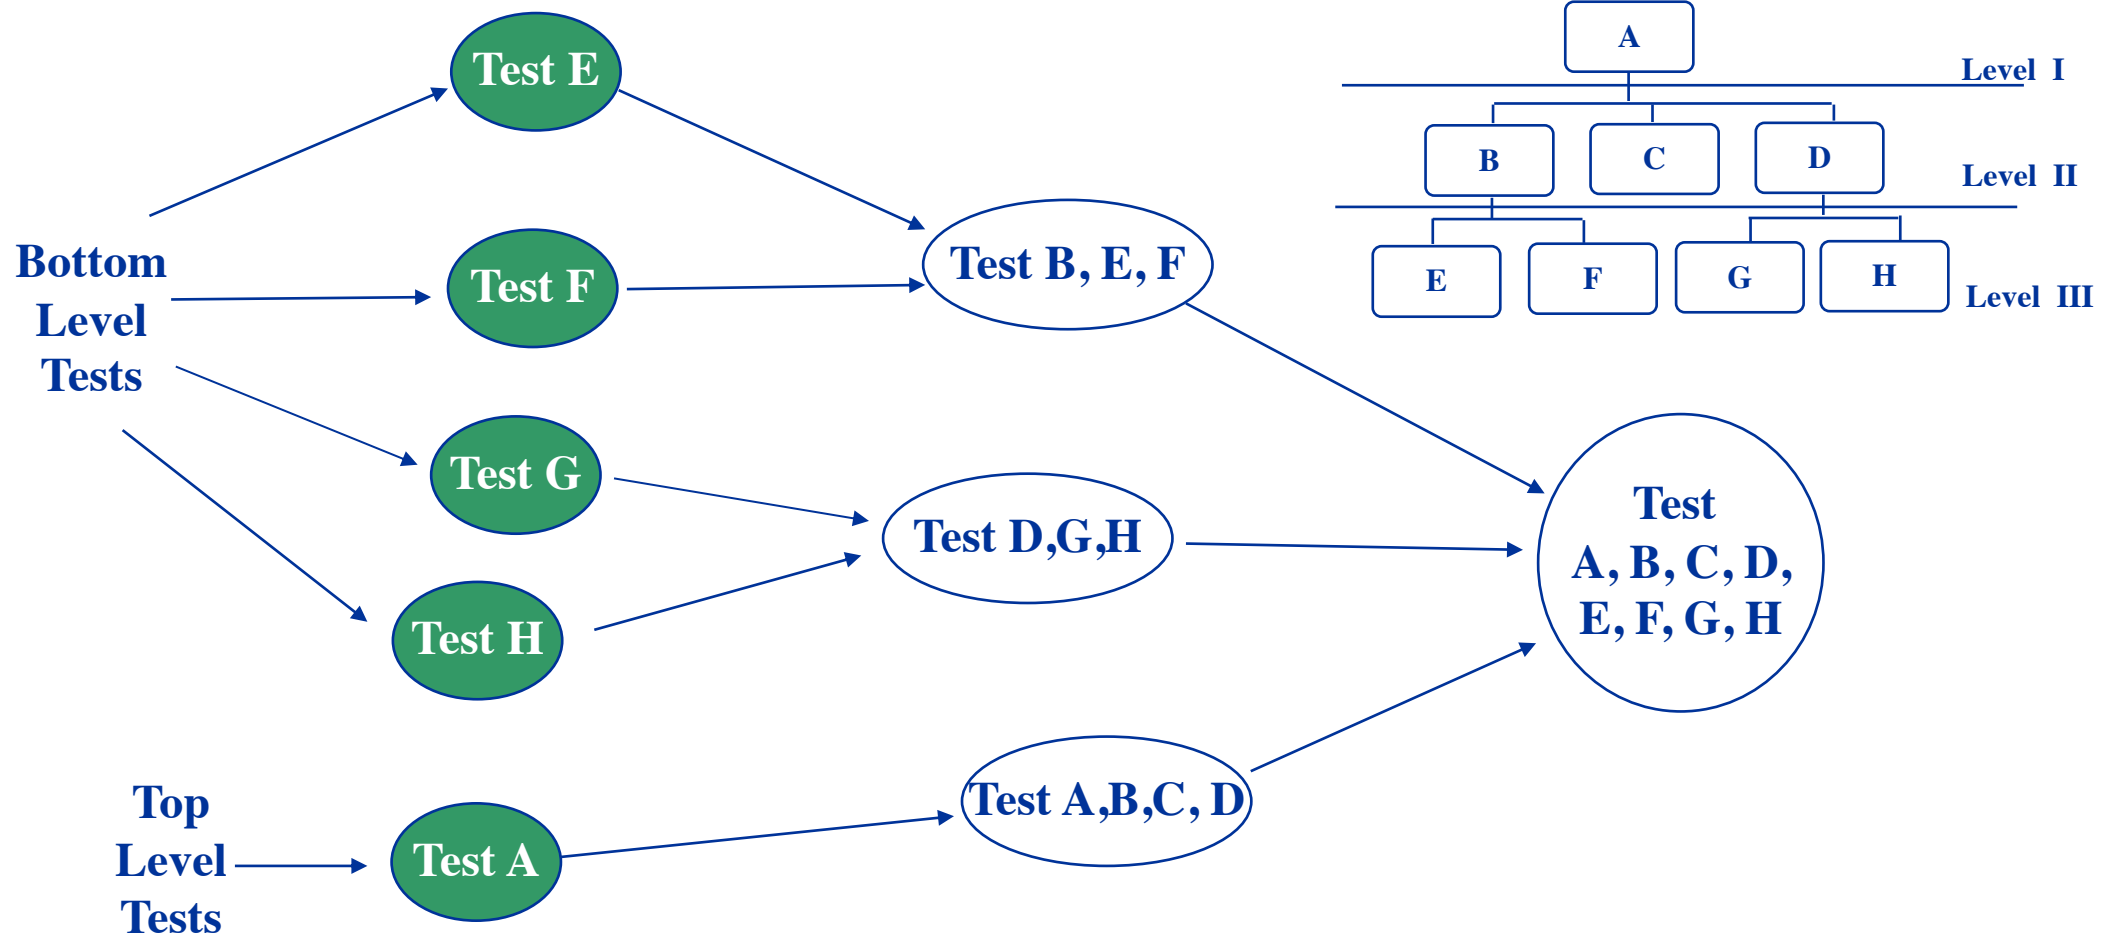 Test E
Test F
Test G
Test H
Test A
Bottom
Level
Tests
Top
Level
Tests
Test B, E, F
Test D,G,H
Test A,B,C, D
Test
A, B, C, D,
E, F, G, H
A
Level I
B
C
D
Level II
E
F
G
H
Level III